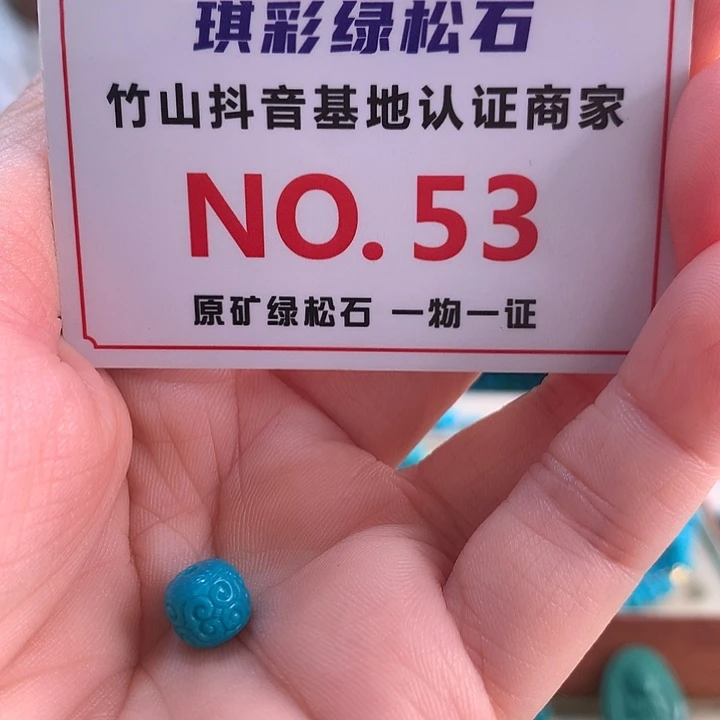 琪彩绿松石
竹山抖音基地认证商家
NO.53
原矿绿松石 一物一证